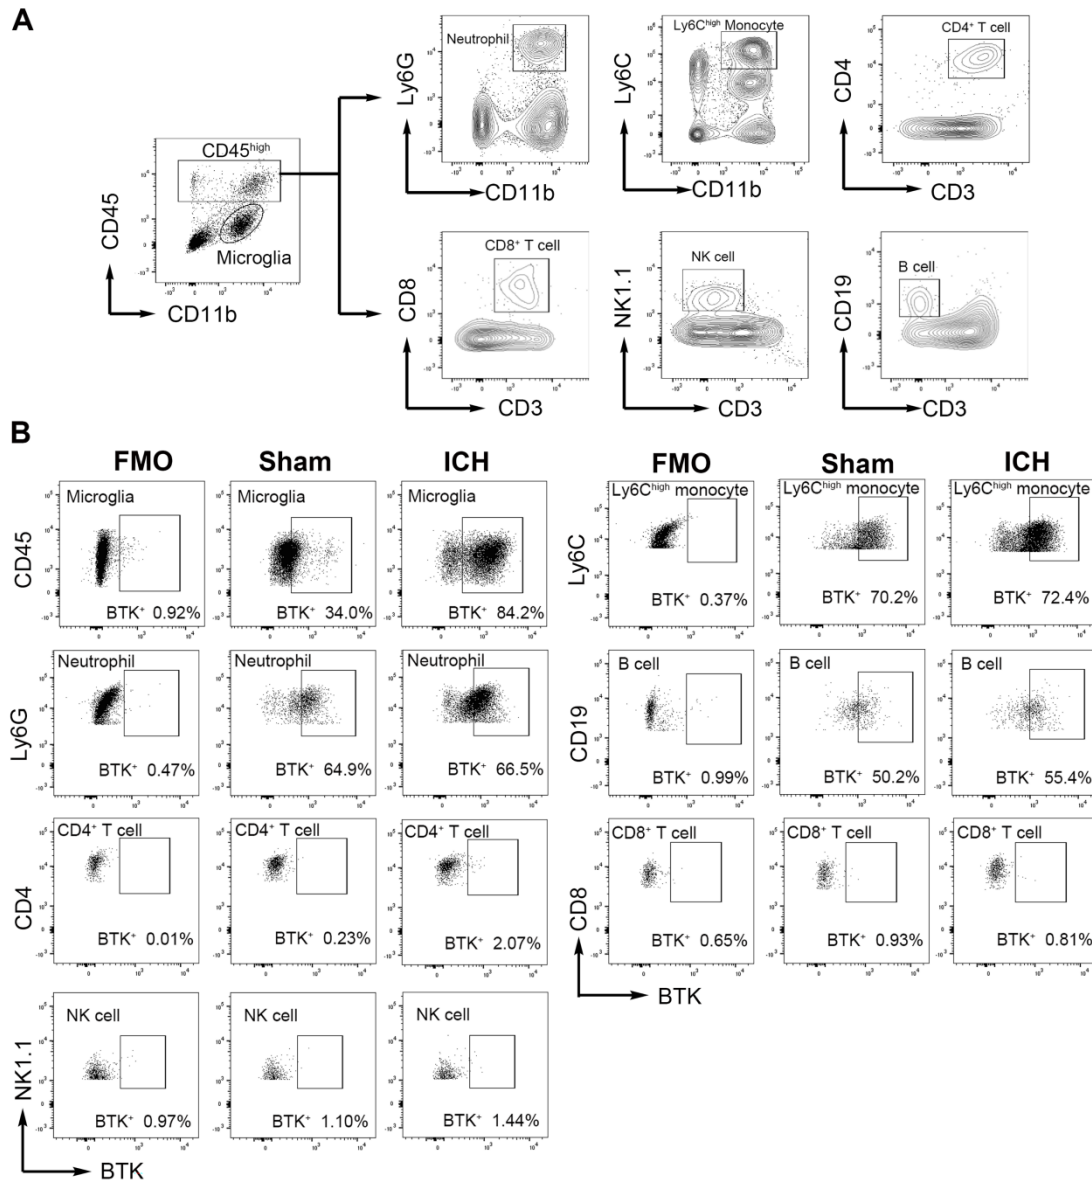 A
Neutrophil
Ly6G
CD11b
Ly6Cʰⁱᵍʰ Monocyte
Ly6C
CD11b
CD4⁺ T cell
CD4
CD3
CD45ʰⁱᵍʰ
CD45
Microglia
CD11b
CD8⁺ T cell
CD8
CD3
NK cell
NK1.1
CD3
B cell
CD19
CD3
B
FMO Sham ICH
Microglia Microglia Microglia
CD45
BTK⁺ 0.92% BTK⁺ 34.0% BTK⁺ 84.2%
Neutrophil Neutrophil Neutrophil
Ly6G
BTK⁺ 0.47% BTK⁺ 64.9% BTK⁺ 66.5%
CD4⁺ T cell CD4⁺ T cell CD4⁺ T cell
CD4
BTK⁺ 0.01% BTK⁺ 0.23% BTK⁺ 2.07%
NK cell NK cell NK cell
NK1.1
BTK⁺ 0.97% BTK⁺ 1.10% BTK⁺ 1.44%
BTK
FMO Sham ICH
Ly6Cʰⁱᵍʰ monocyte Ly6Cʰⁱᵍʰ monocyte Ly6Cʰⁱᵍʰ monocyte
Ly6C
BTK⁺ 0.37% BTK⁺ 70.2% BTK⁺ 72.4%
B cell B cell B cell
CD19
BTK⁺ 0.99% BTK⁺ 50.2% BTK⁺ 55.4%
CD8⁺ T cell CD8⁺ T cell CD8⁺ T cell
CD8
BTK⁺ 0.65% BTK⁺ 0.93% BTK⁺ 0.81%
BTK